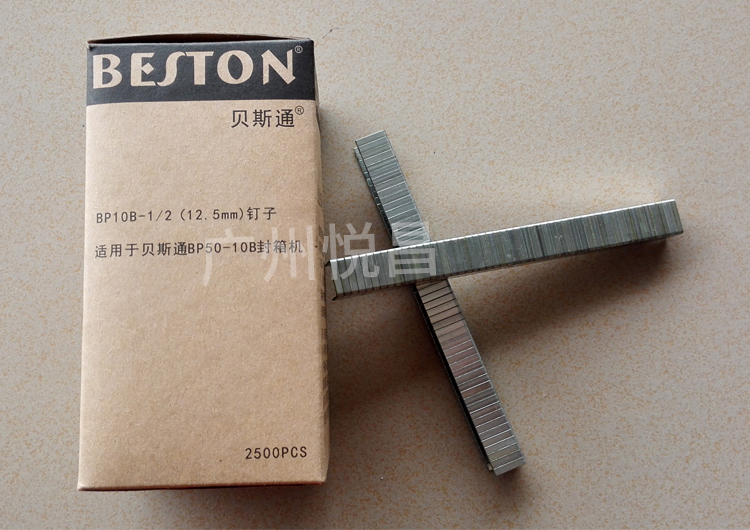 BESTON®
贝斯通®
BP10B-1/2(12.5mm)钉子
适用于贝斯通BP50-10B封箱机
广州悦昌
2500PCS